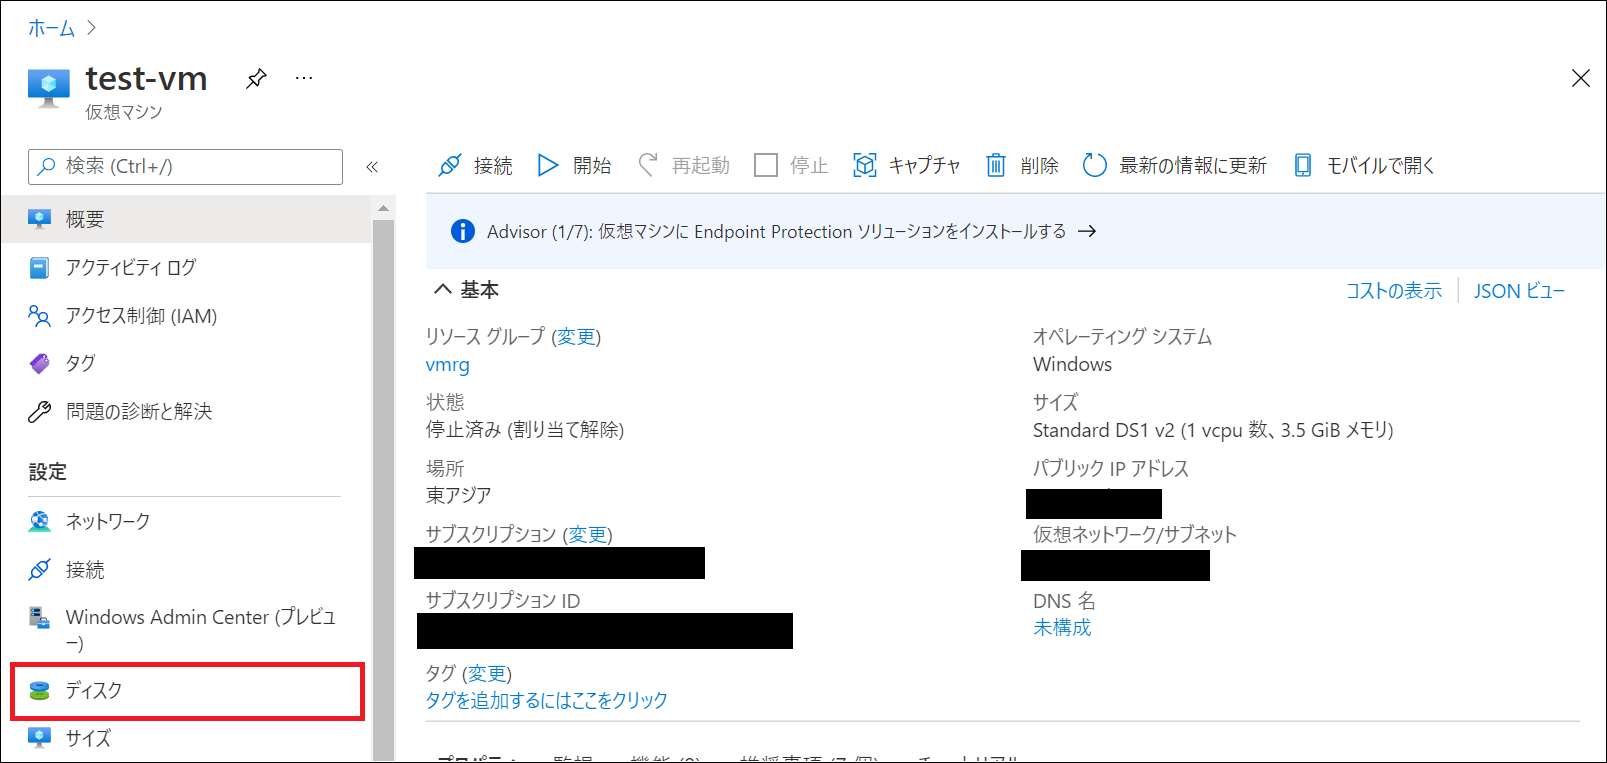 ホーム
test-vm
仮想マシン
検索 (Ctrl+/)
«
接続
開始
再起動
停止
キャプチャ
削除
最新の情報に更新
モバイルで開く
概要
アクティビティ ログ
アクセス制御 (IAM)
タグ
問題の診断と解決
設定
ネットワーク
接続
Windows Admin Center (プレビュ
ー)
ディスク
サイズ
Advisor (1/7): 仮想マシンに Endpoint Protection ソリューションをインストールする →
基本
コストの表示
JSON ビュー
リソース グループ (変更)
vmrg
状態
停止済み (割り当て解除)
場所
東アジア
サブスクリプション (変更)
サブスクリプション ID
タグ (変更)
タグを追加するにはここをクリック
オペレーティング システム
Windows
サイズ
Standard DS1 v2 (1 vcpu 数、3.5 GiB メモリ)
パブリック IP アドレス
仮想ネットワーク/サブネット
DNS 名
未構成